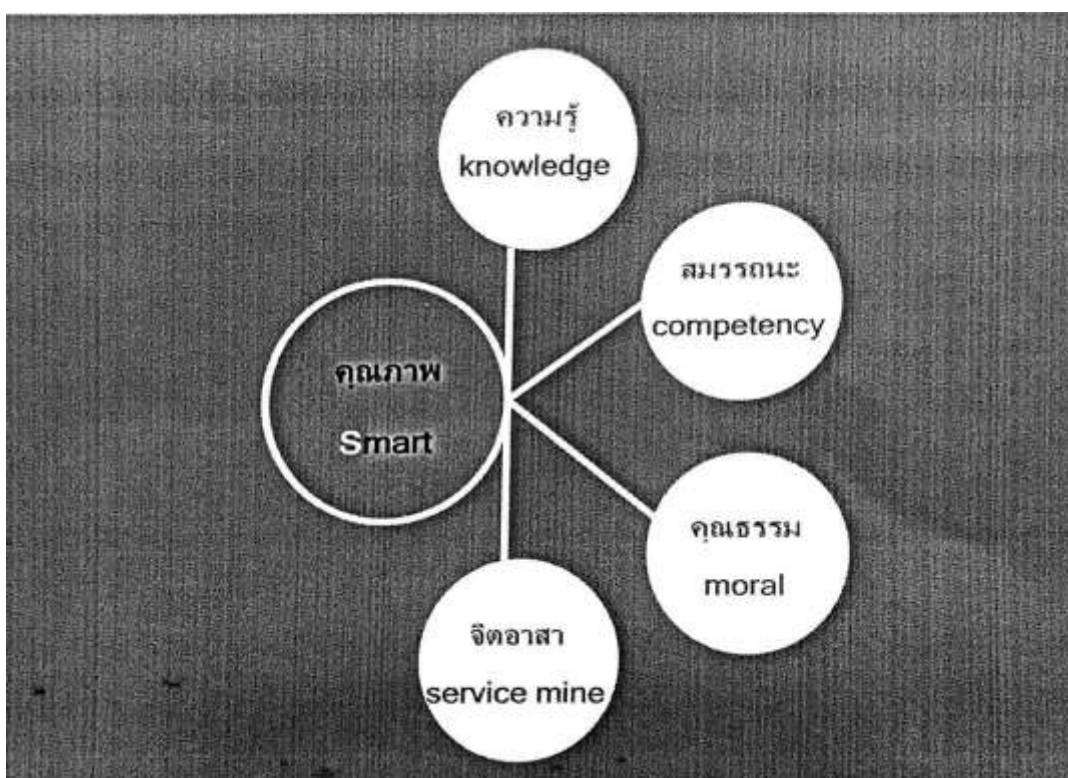 ความรู้
knowledge
สมรรถนะ
competency
คุณภาพ
Smart
คุณธรรม
moral
จิตอาสา
service mine